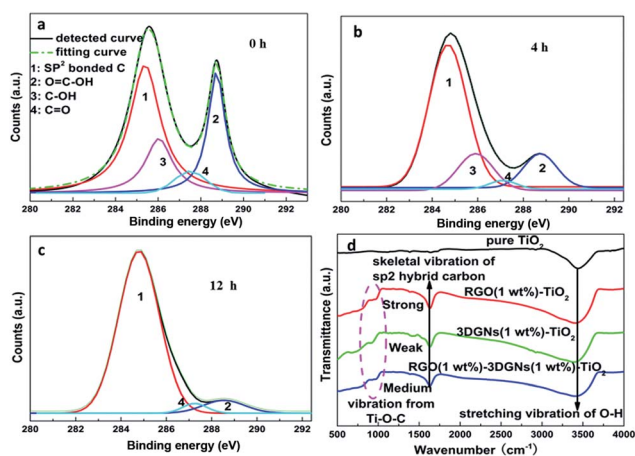 a
0 h
detected curve
fitting curve
1: SP² bonded C
2: O=C-OH
3: C-OH
4: C=O
1
2
3
4
Counts (a.u.)
280 282 284 286 288 290 292
Binding energy (eV)
b
4 h
1
2
3
4
Counts (a.u.)
280 282 284 286 288 290 292
Binding energy (eV)
c
12 h
1
2
4
Counts (a.u.)
280 282 284 286 288 290 292
Binding energy (eV)
d
pure TiO₂
skeletal vibration of
sp2 hybrid carbon
RGO(1 wt%)-TiO₂
Strong
3DGNs(1 wt%)-TiO₂
Weak
RGO(1 wt%)-3DGNs(1 wt%)-TiO₂
Medium
vibration from
Ti-O-C
stretching vibration of O-H
Transmittance (a.u.)
500 1000 1500 2000 2500 3000 3500 4000
Wavenumber (cm⁻¹)